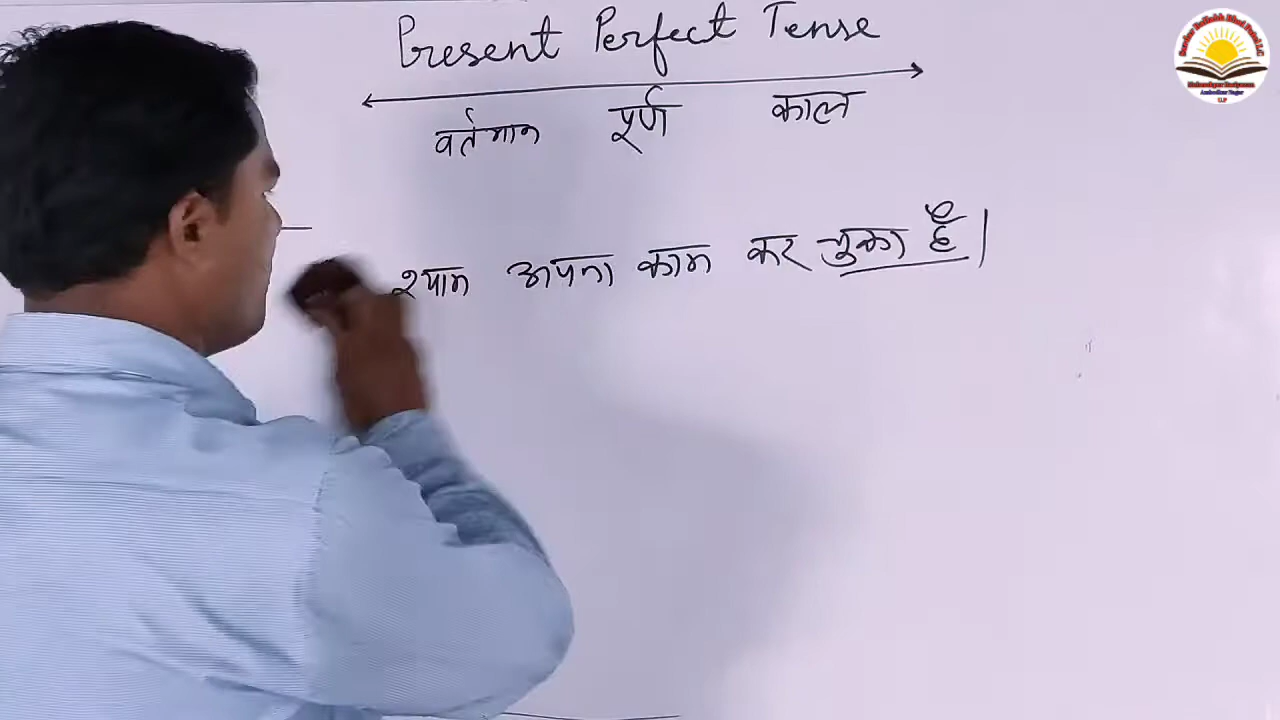 Present Perfect Tense
वर्तमान पूर्ण काल
श्याम अपना काम कर चुका है।